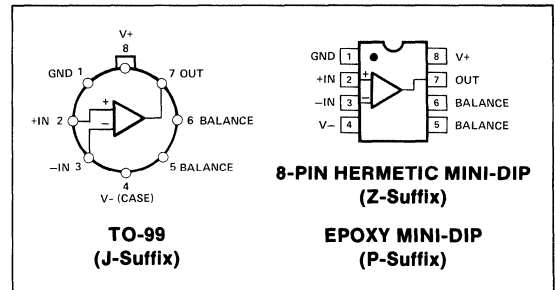 V+
8
GND 1
7 OUT
+IN 2
+
−
6 BALANCE
−IN 3
5 BALANCE
4
V- (CASE)
TO-99
(J-Suffix)
GND 1
8 V+
+IN 2
+
7 OUT
−IN 3
−
6 BALANCE
V− 4
5 BALANCE
8-PIN HERMETIC MINI-DIP
(Z-Suffix)
EPOXY MINI-DIP
(P-Suffix)